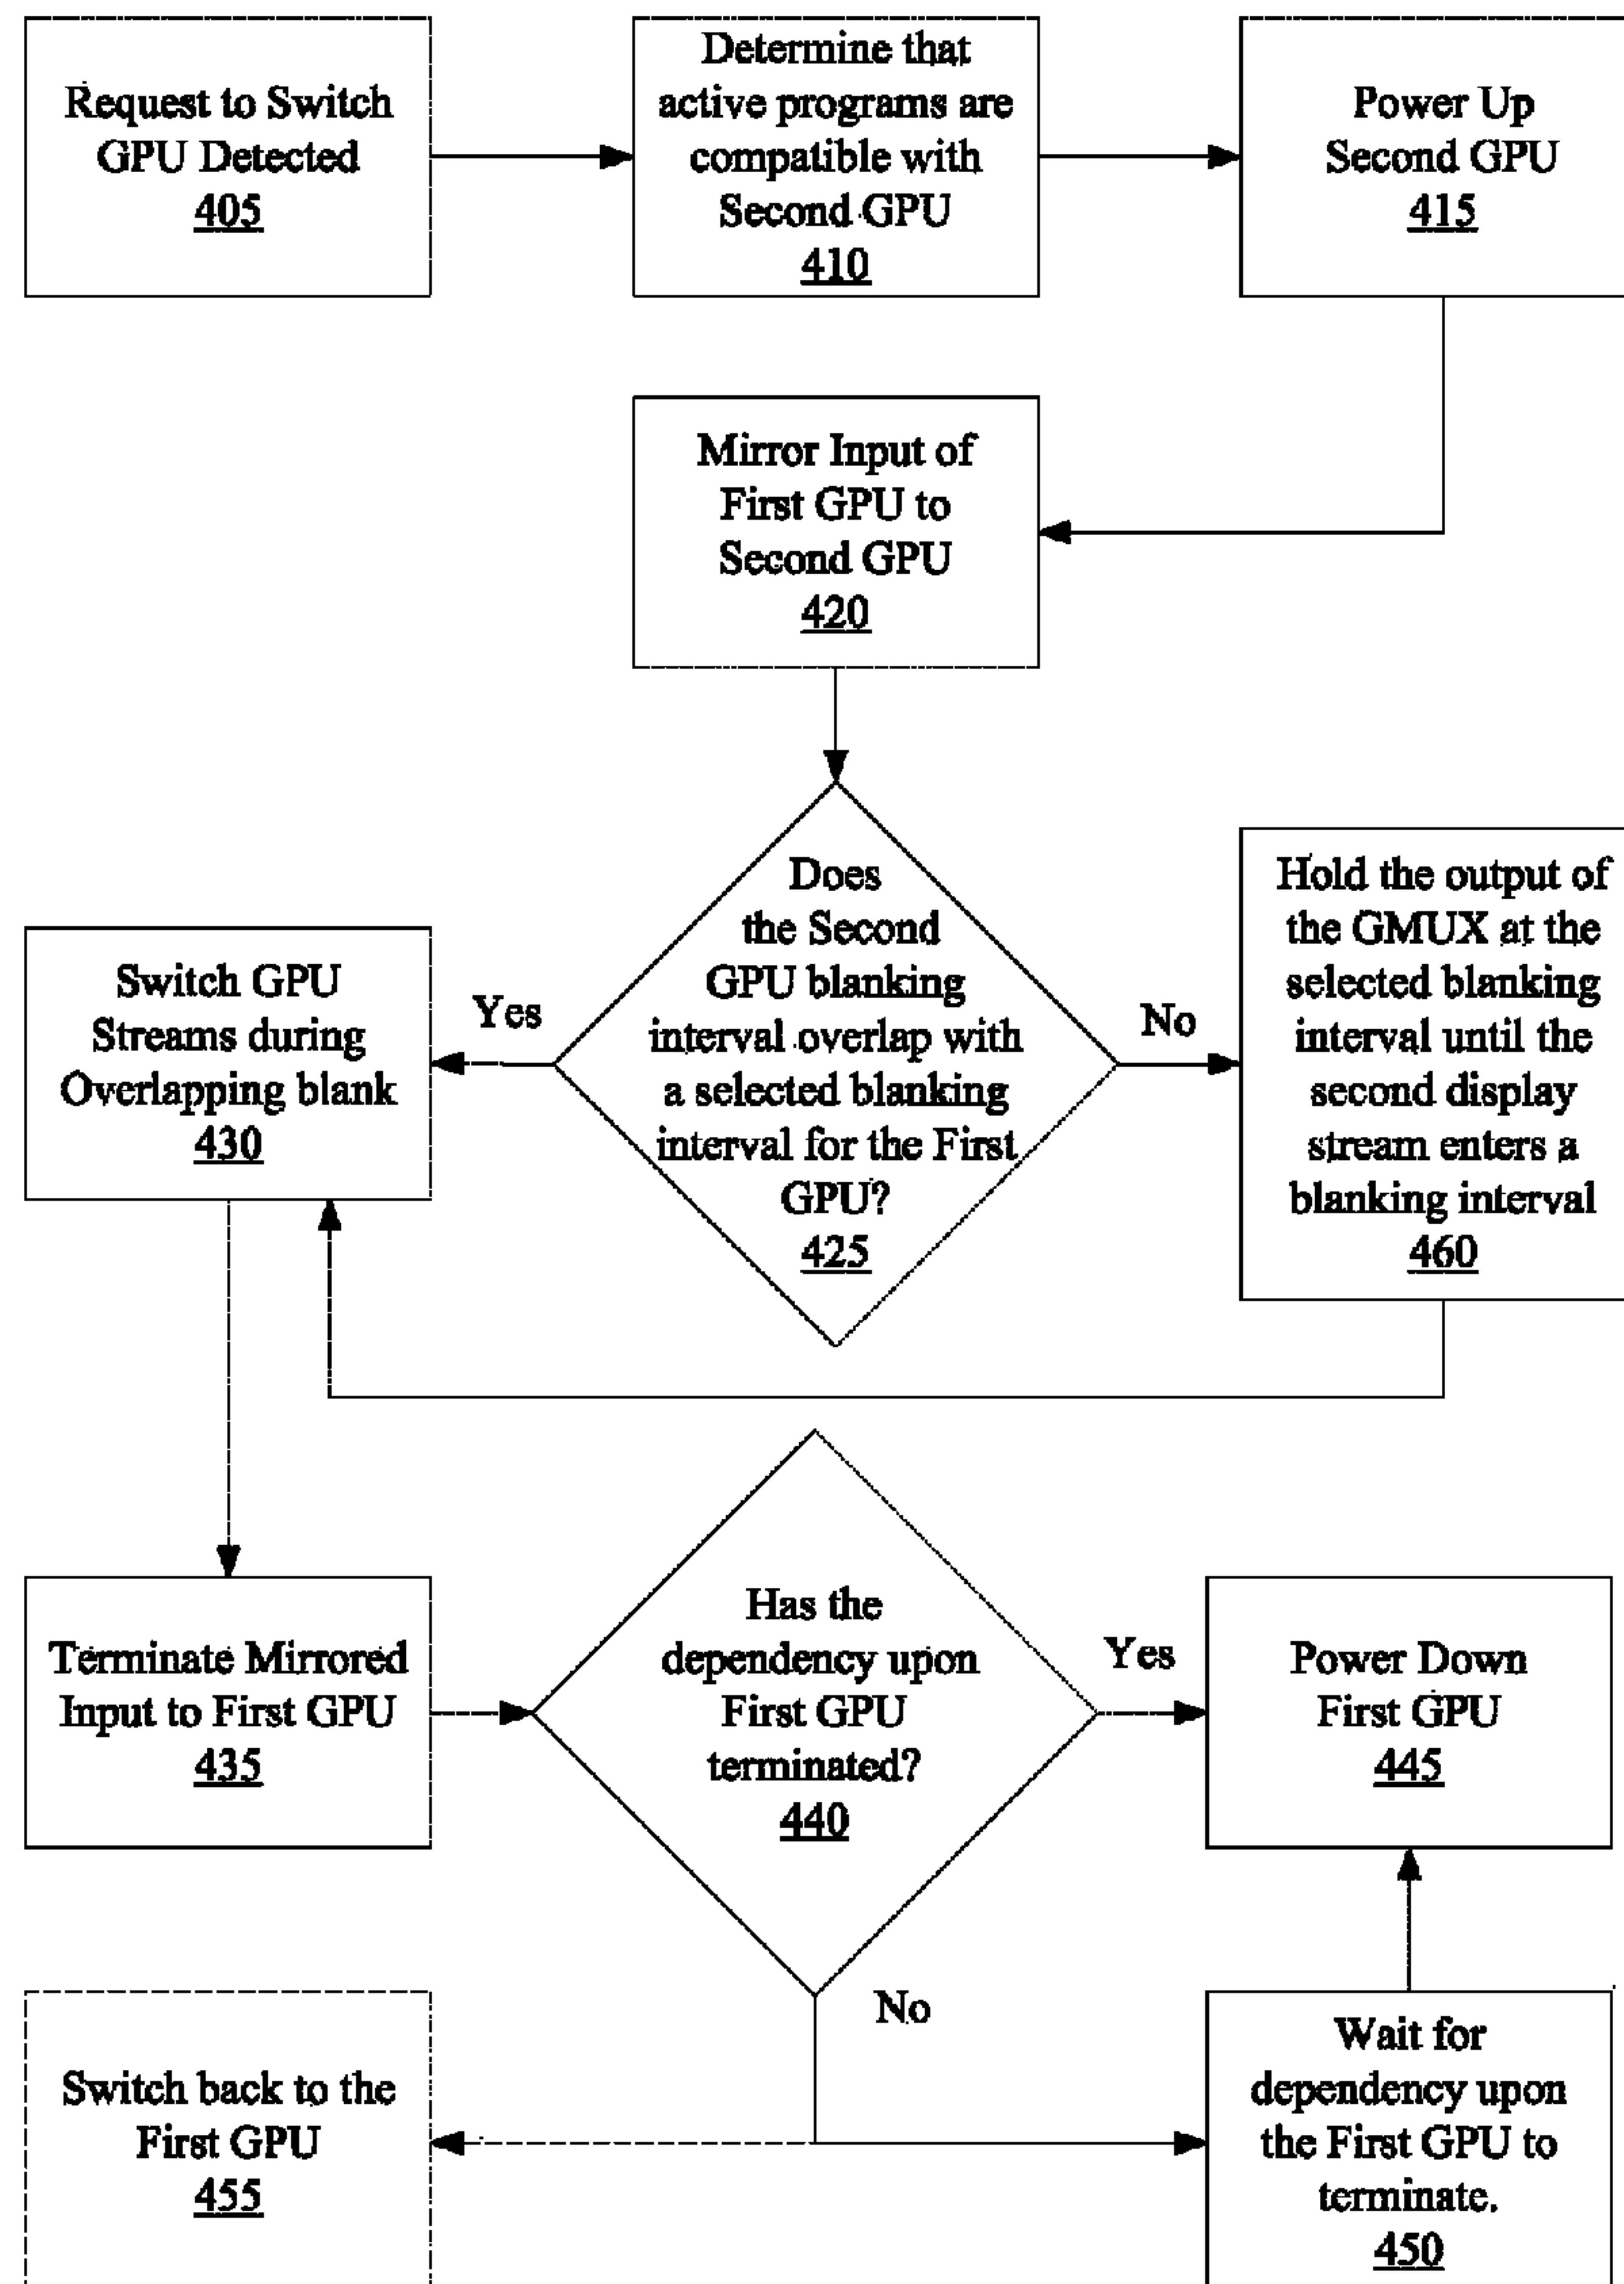 Request to Switch
GPU Detected
405
Determine that
active programs are
compatible with
Second GPU
410
Power Up
Second GPU
415
Mirror Input of
First GPU to
Second GPU
420
Does
the Second
GPU blanking
interval overlap with
a selected blanking
interval for the First
GPU?
425
Yes
No
Switch GPU
Streams during
Overlapping blank
430
Hold the output of
the GMUX at the
selected blanking
interval until the
second display
stream enters a
blanking interval
460
Terminate Mirrored
Input to First GPU
435
Has the
dependency upon
First GPU
terminated?
440
Yes
No
Power Down
First GPU
445
Switch back to the
First GPU
455
Wait for
dependency upon
the First GPU to
terminate.
450